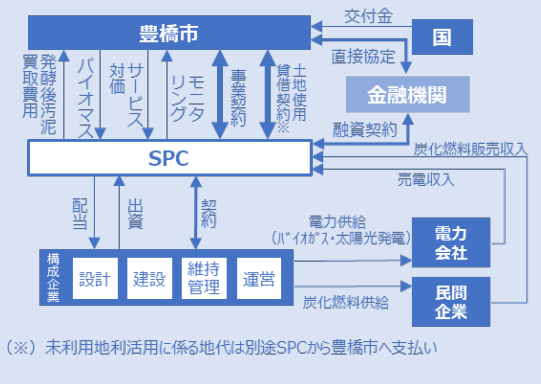 豊橋市
交付金
国
直接協定
金融機関
融資契約
発酵後汚泥
買取費用
バイオマス
サービス
対価
モニタ
リング
事業契約
土地使用
貸借契約※
SPC
炭化燃料販売収入
売電収入
配当
出資
契約
電力供給
(バイオガス・太陽光発電)
電力
会社
構成企業
設計
建設
維持
管理
運営
炭化燃料供給
民間
企業
(※) 未利用地利活用に係る地代は別途SPCから豊橋市へ支払い